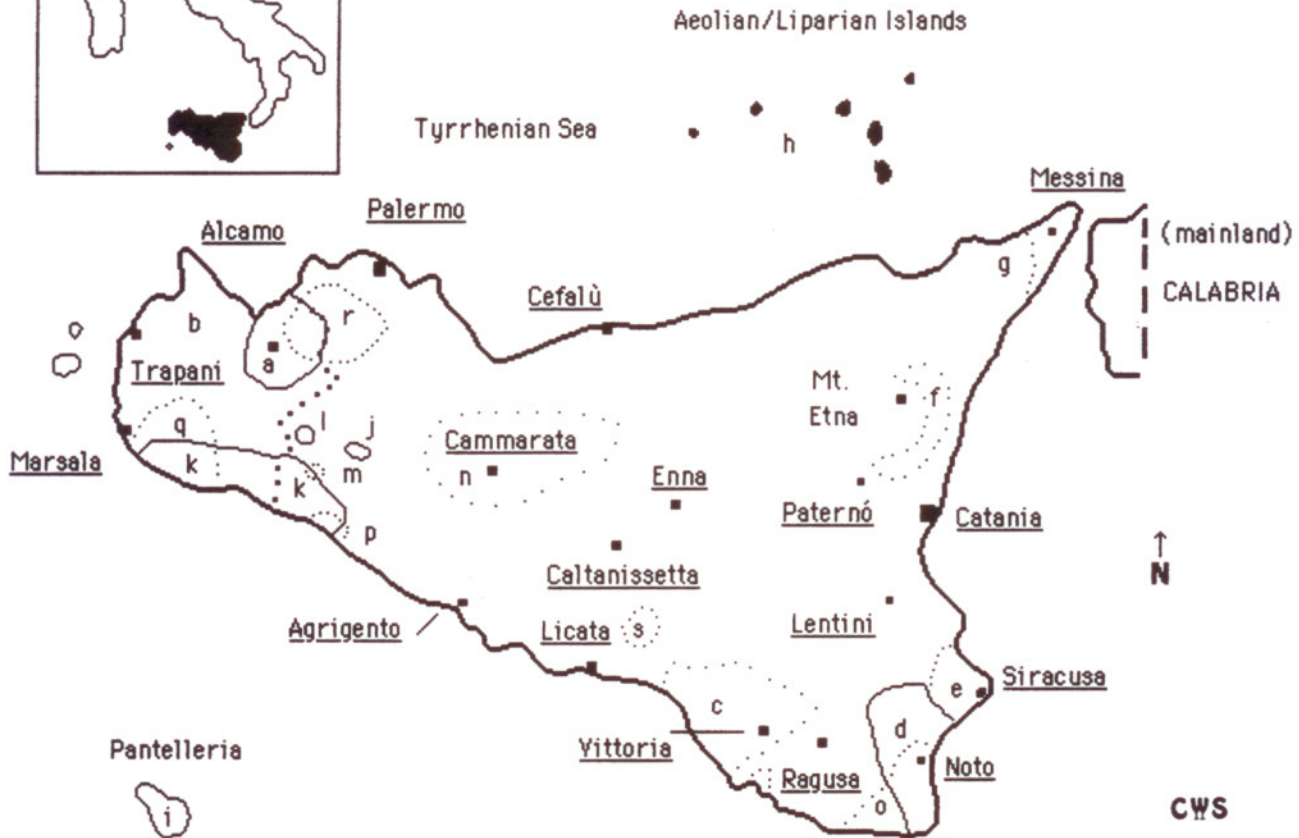 Aeolian/Liparian Islands
Tyrrhenian Sea
h
Messina
Palermo
Alcamo
(mainland)
g
CALABRIA
Cefalù
b
r
a
Trapani
Mt.
Etna
f
q
l
j
Cammarata
Marsala
k
m
n
k
Enna
p
Paternó
Catania
N
Caltanissetta
Agrigento
Licata
s
Lentini
Siracusa
e
c
d
Pantelleria
Vittoria
Ragusa
Noto
o
i
CWS